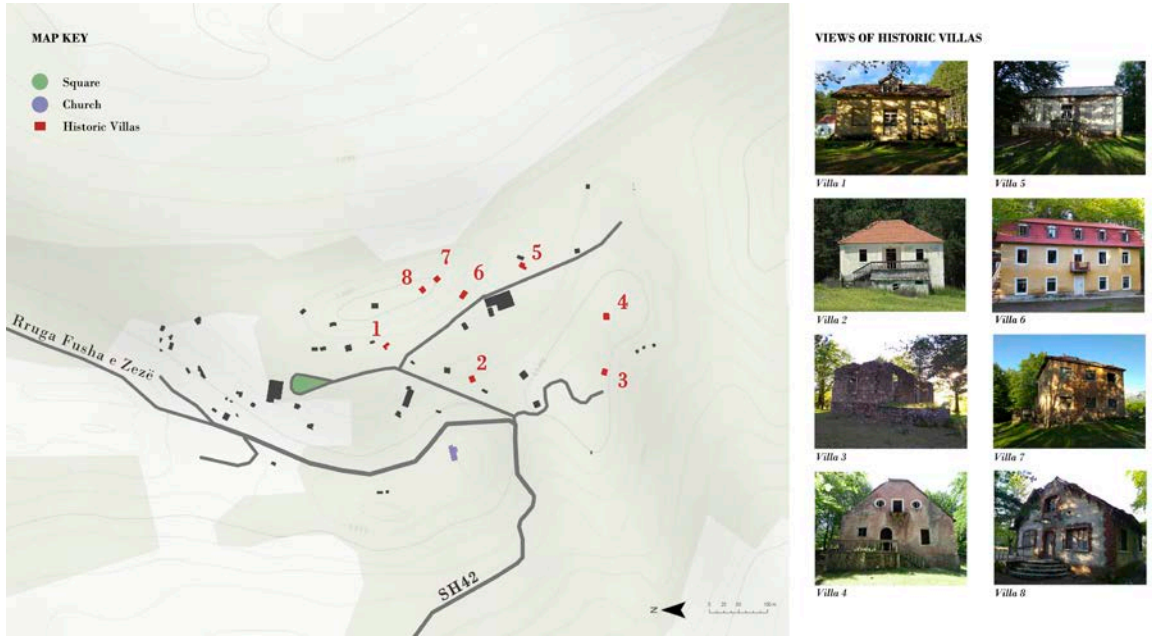 MAP KEY
Square
Church
Historic Villas
Rruga Fusha e Zezë
SH42
1
2
3
4
5
6
7
8
N
VIEWS OF HISTORIC VILLAS
Villa 1
Villa 5
Villa 2
Villa 6
Villa 3
Villa 7
Villa 4
Villa 8